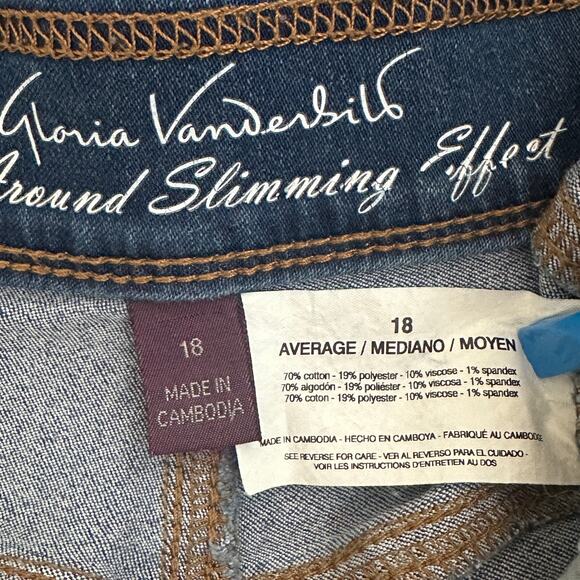 Gloria Vanderbilt
Around Slimming Effect
18
MADE IN
CAMBODIA
18
AVERAGE / MEDIANO / MOYEN
70% cotton - 19% polyester - 10% viscose - 1% spandex
70% algodón - 19% poliéster - 10% viscosa - 1% spandex
70% coton - 19% polyester - 10% viscose - 1% spandex
MADE IN CAMBODIA - HECHO EN CAMBOYA - FABRIQUÉ AU CAMBODGE
SEE REVERSE FOR CARE - VER AL REVERSO PARA EL CUIDADO -
VOIR LES INSTRUCTIONS D'ENTRETIEN AU DOS